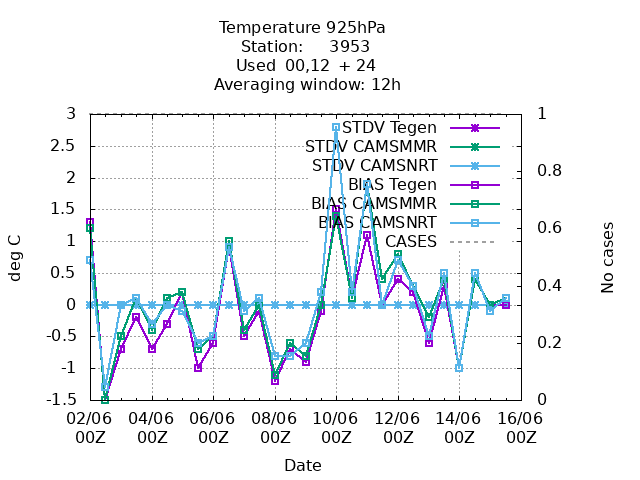 Temperature 925hPa
Station: 3953
Used 00,12 + 24
Averaging window: 12h
deg C
3
2.5
2
1.5
1
0.5
0
-0.5
-1
-1.5
STDV Tegen
STDV CAMSMMR
STDV CAMSNRT
BIAS Tegen
BIAS CAMSMMR
BIAS CAMSNRT
CASES
1
0.8
0.6
0.4
0.2
0
No cases
02/06 04/06 06/06 08/06 10/06 12/06 14/06 16/06
00Z 00Z 00Z 00Z 00Z 00Z 00Z 00Z
Date